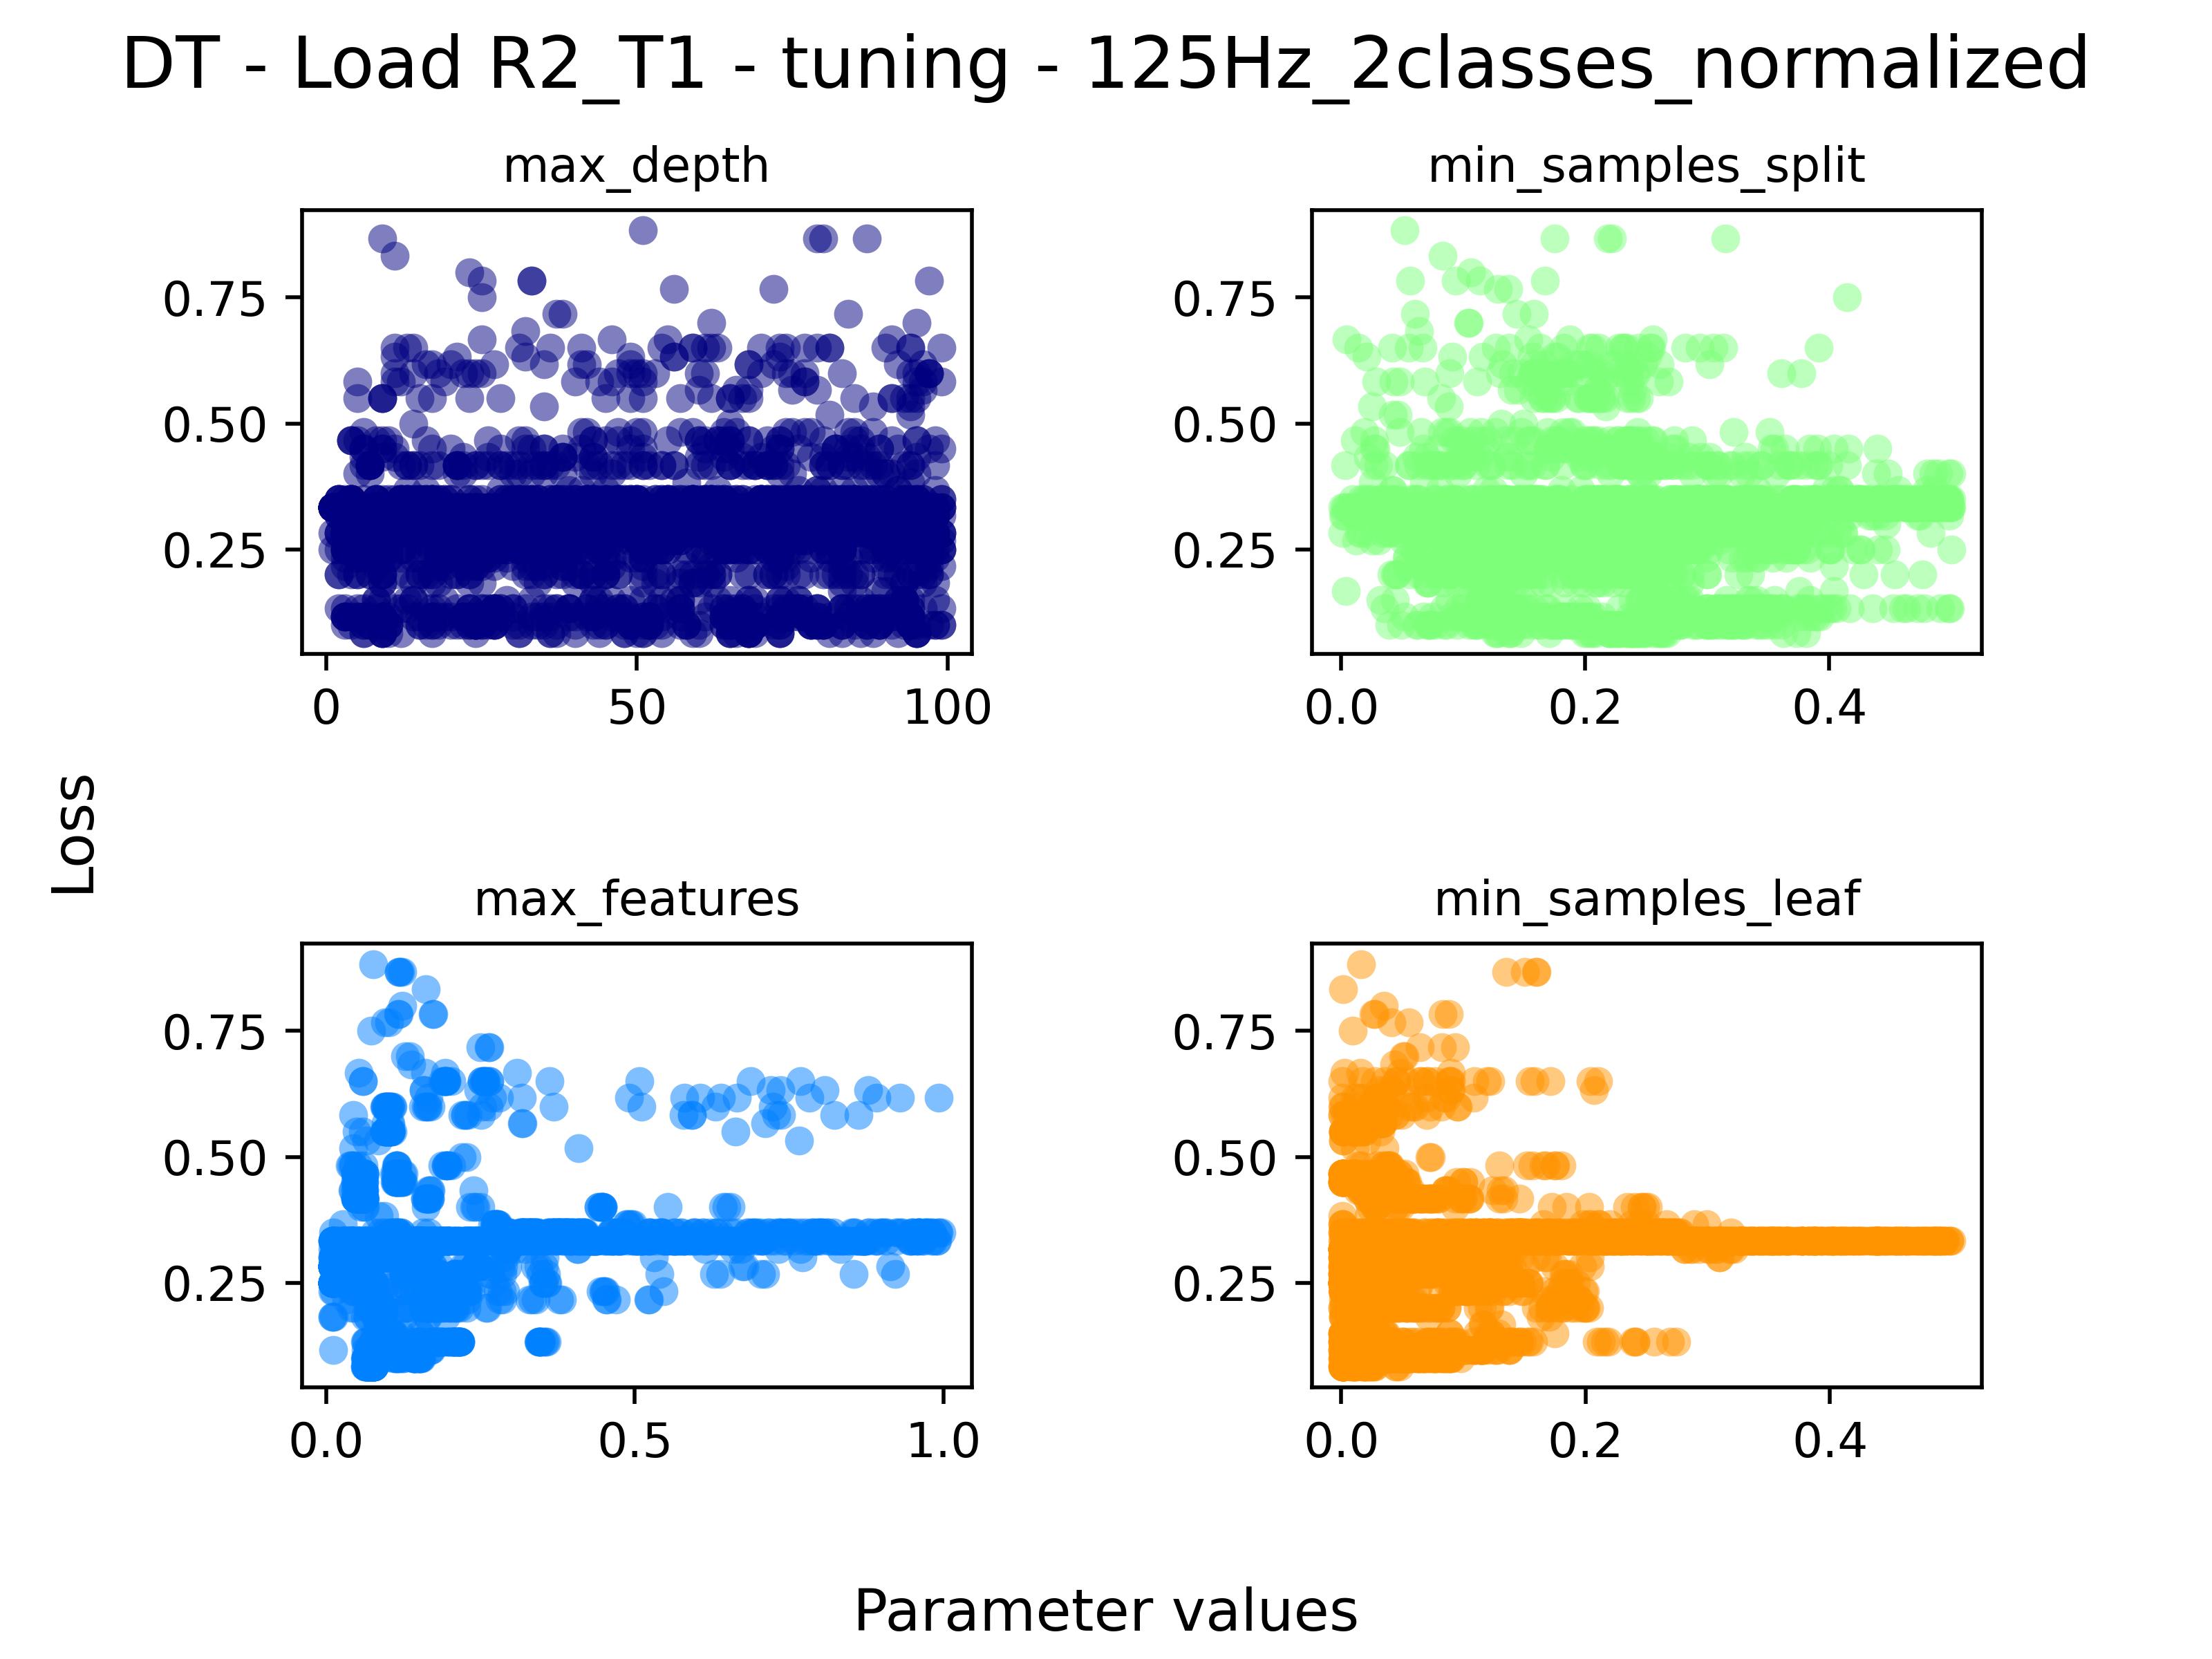 DT - Load R2_T1 - tuning - 125Hz_2classes_normalized
max_depth
0.75
0.50
0.25
0 50 100
min_samples_split
0.75
0.50
0.25
0.0 0.2 0.4
Loss
max_features
0.75
0.50
0.25
0.0 0.5 1.0
min_samples_leaf
0.75
0.50
0.25
0.0 0.2 0.4
Parameter values